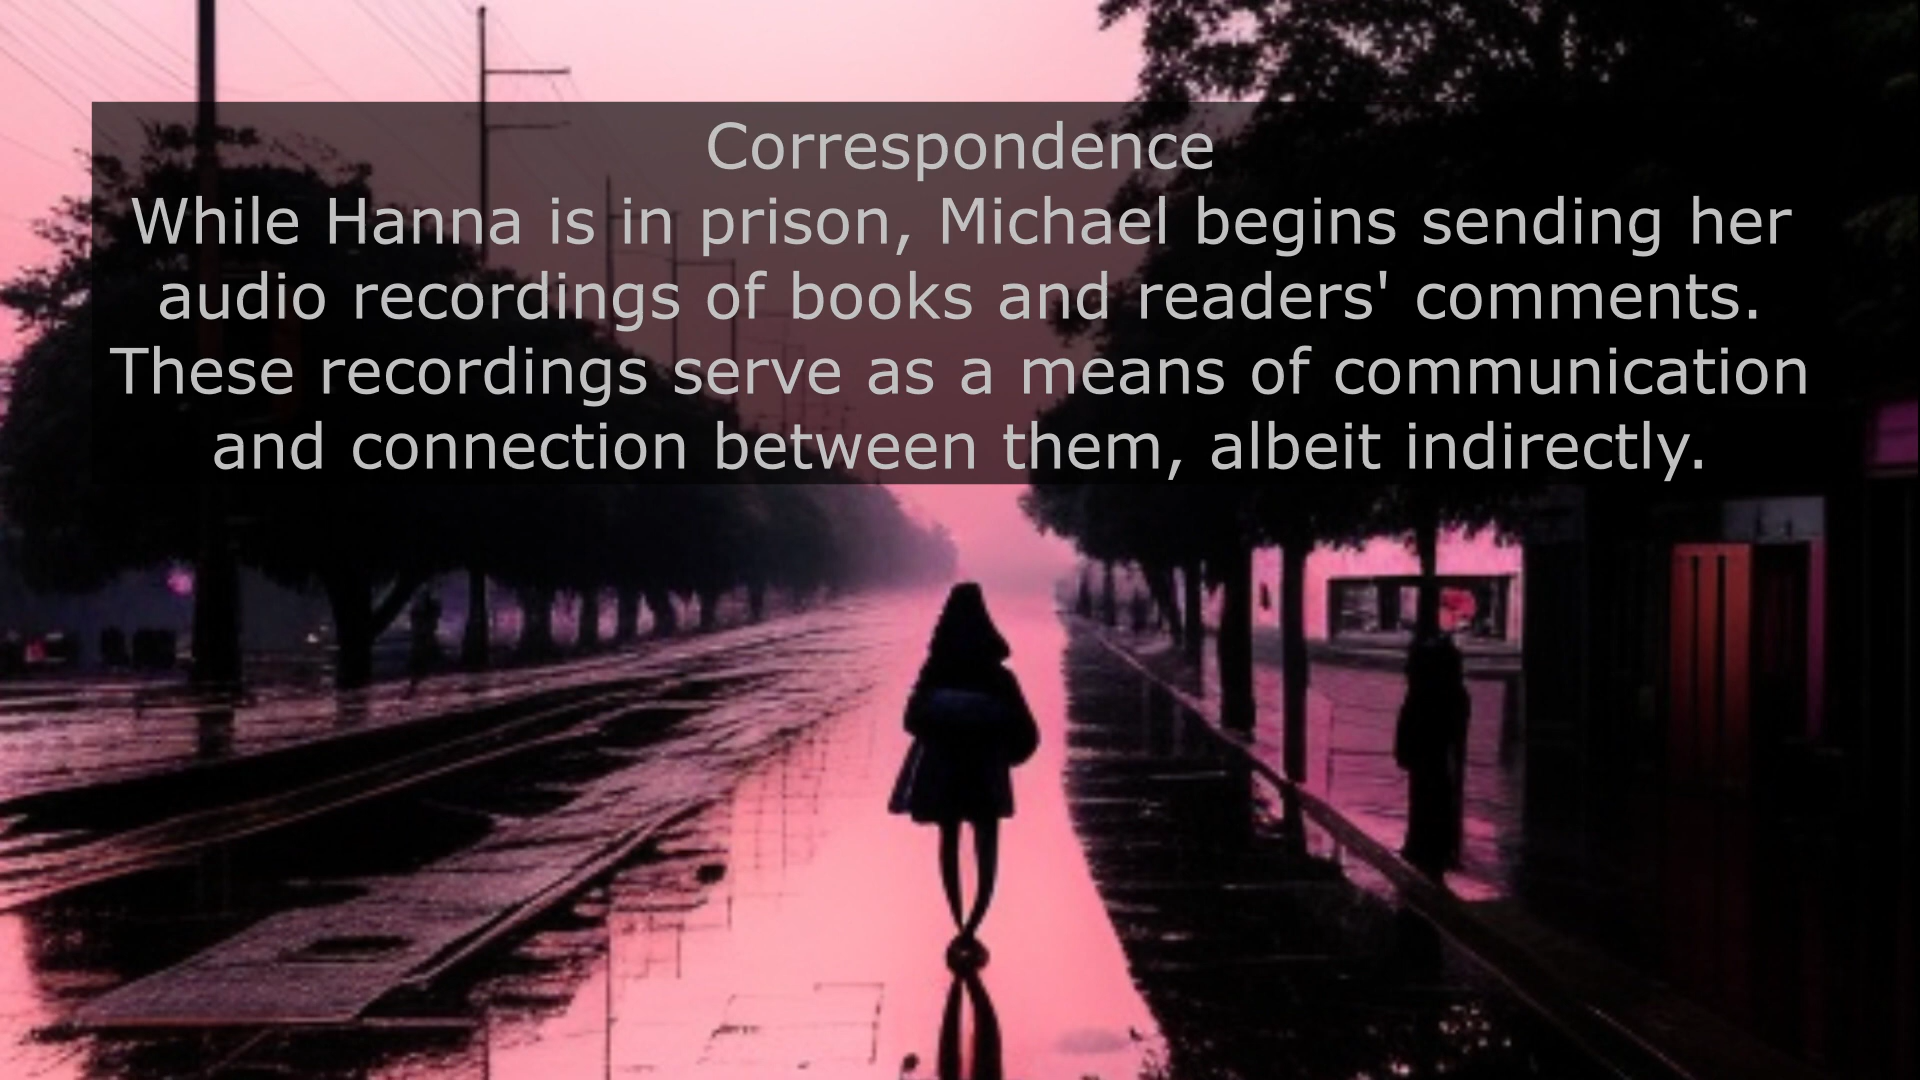 Correspondence
While Hanna is in prison, Michael begins sending her
audio recordings of books and readers' comments.
These recordings serve as a means of communication
and connection between them, albeit indirectly.